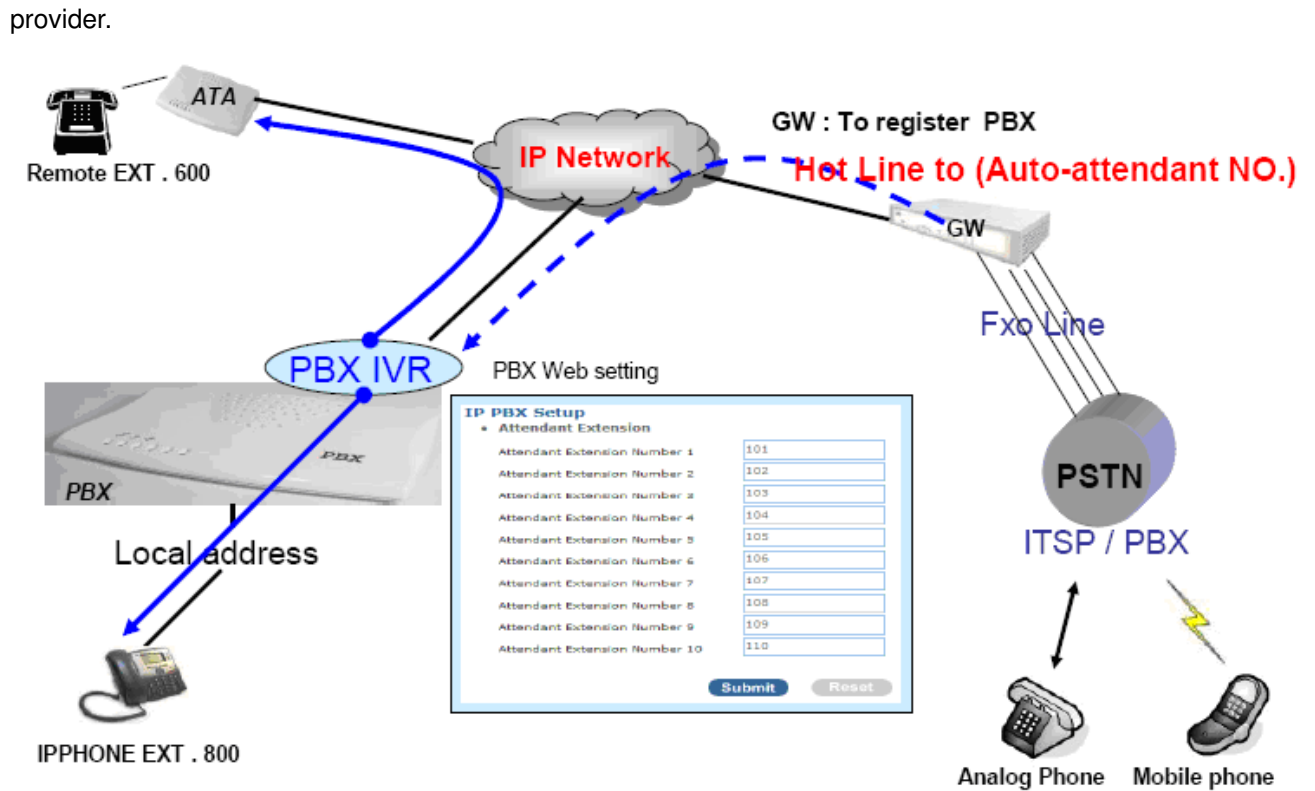 provider.
ATA
Remote EXT . 600
IP Network
GW : To register PBX
Hot Line to (Auto-attendant NO.)
GW
Fxo Line
PBX IVR
PBX Web setting
PBX
PBX
Local address
IPPHONE EXT . 800
IP PBX Setup
• Attendant Extension
Attendant Extension Number 1 101
Attendant Extension Number 2 102
Attendant Extension Number 3 103
Attendant Extension Number 4 104
Attendant Extension Number 5 105
Attendant Extension Number 6 106
Attendant Extension Number 7 107
Attendant Extension Number 8 108
Attendant Extension Number 9 109
Attendant Extension Number 10 110
Submit Reset
PSTN
ITSP / PBX
Analog Phone
Mobile phone